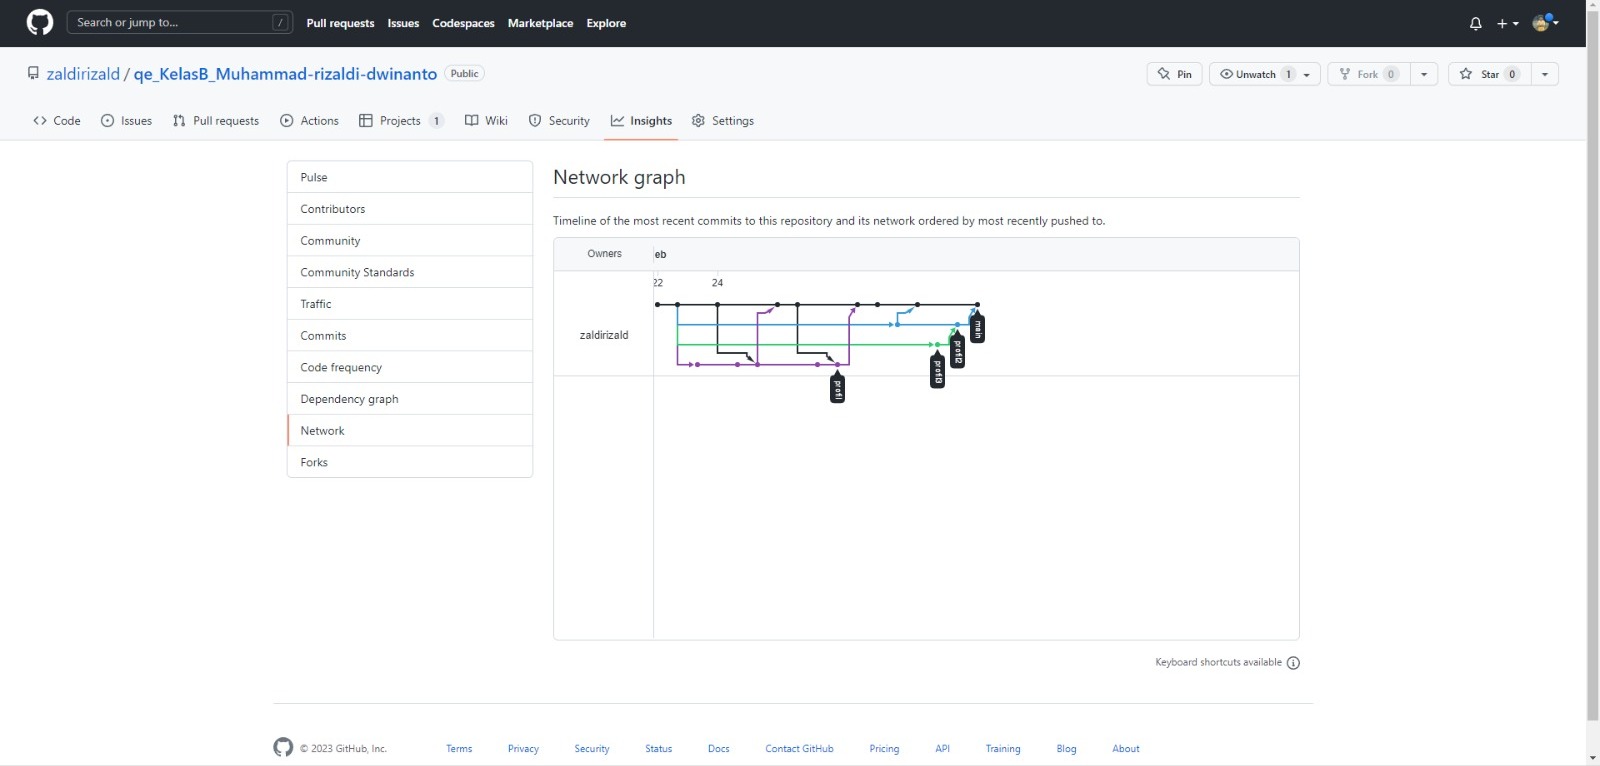 Search or jump to... /
Pull requests Issues Codespaces Marketplace Explore
zaldirizald / qe_KelasB_Muhammad-rizaldi-dwinanto Public
Pin Unwatch 1 Fork 0 Star 0
Code Issues Pull requests Actions Projects 1 Wiki Security Insights Settings
Pulse
Contributors
Community
Community Standards
Traffic
Commits
Code frequency
Dependency graph
Network
Forks
Network graph
Timeline of the most recent commits to this repository and its network ordered by most recently pushed to.
Owners eb
22 24
zaldirizald
main
profil2
profil3
profil
Keyboard shortcuts available
© 2023 GitHub, Inc. Terms Privacy Security Status Docs Contact GitHub Pricing API Training Blog About